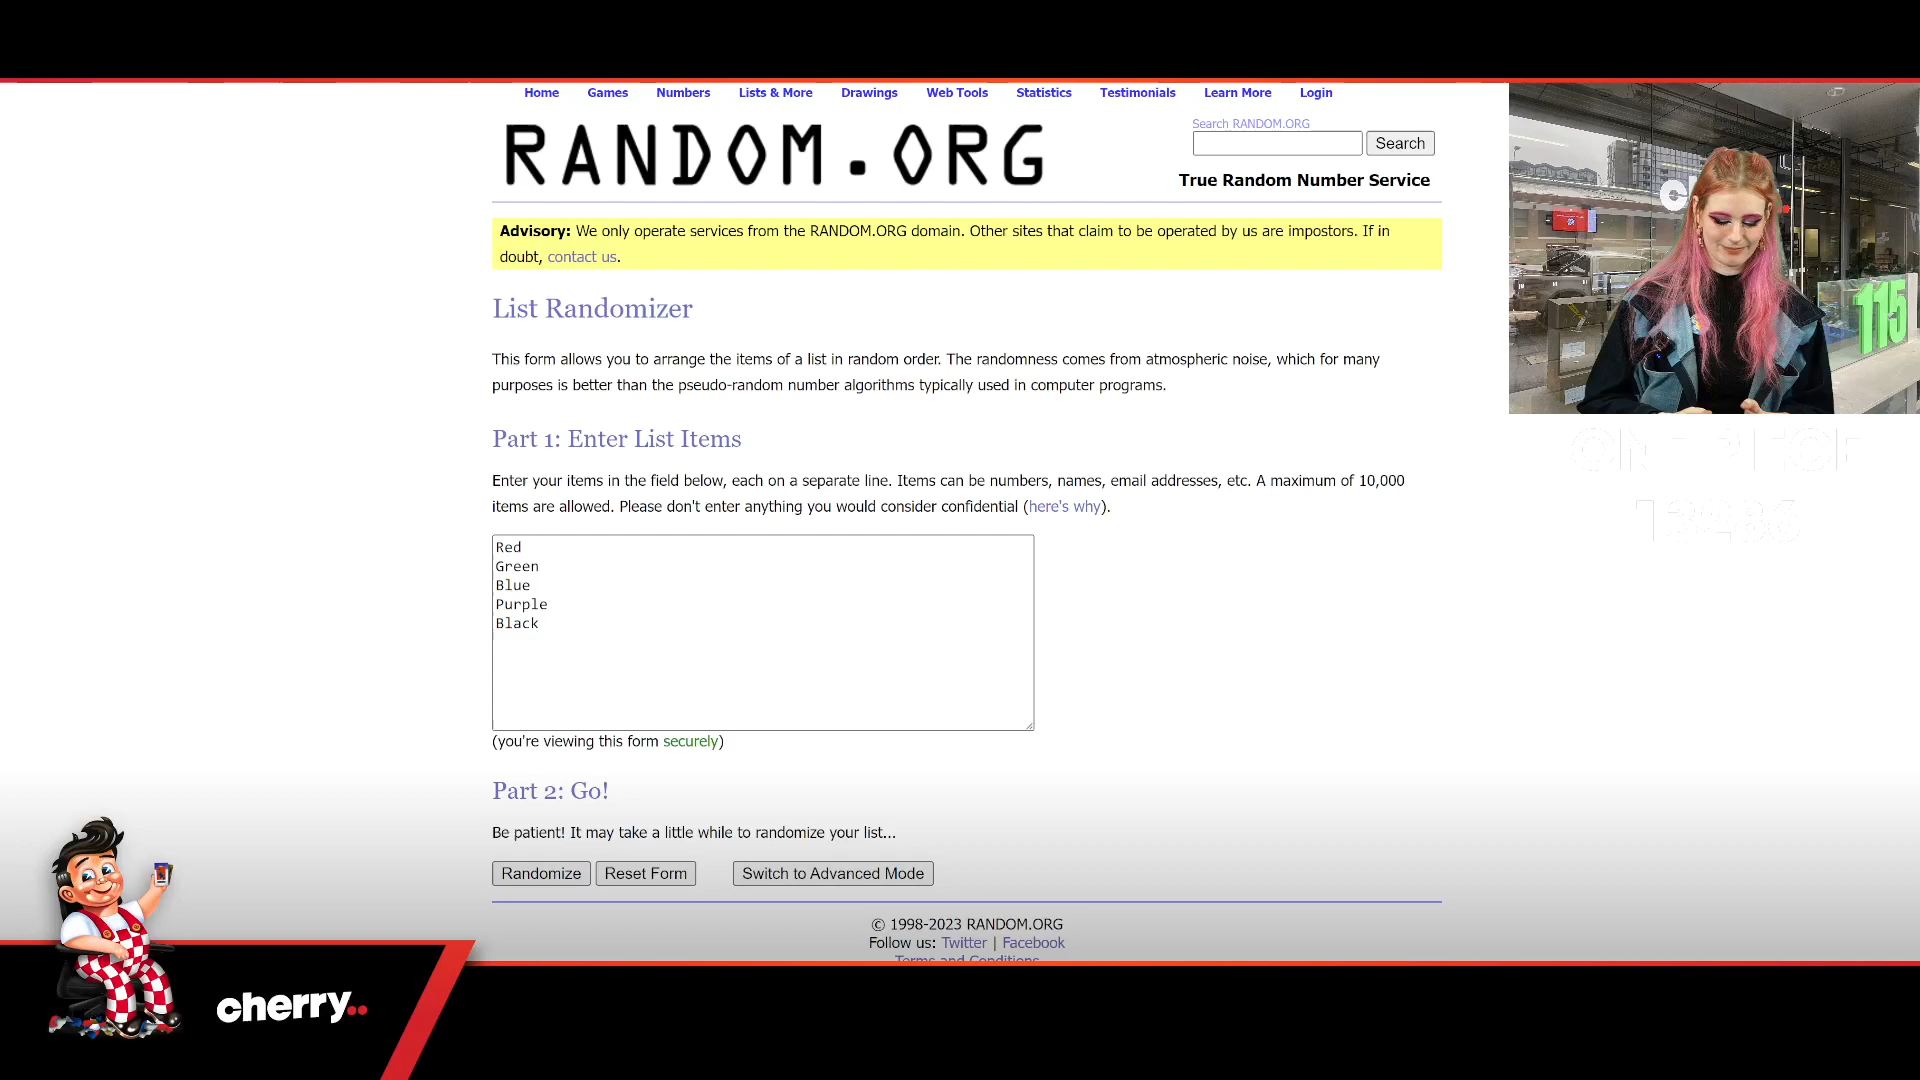 Home Games Numbers Lists & More Drawings Web Tools Statistics Testimonials Learn More Login
RANDOM.ORG
Search RANDOM.ORG
Search
True Random Number Service
Advisory: We only operate services from the RANDOM.ORG domain. Other sites that claim to be operated by us are impostors. If in
doubt, contact us.
List Randomizer
This form allows you to arrange the items of a list in random order. The randomness comes from atmospheric noise, which for many
purposes is better than the pseudo-random number algorithms typically used in computer programs.
Part 1: Enter List Items
Enter your items in the field below, each on a separate line. Items can be numbers, names, email addresses, etc. A maximum of 10,000
items are allowed. Please don't enter anything you would consider confidential (here's why).
Red
Green
Blue
Purple
Black
(you're viewing this form securely)
Part 2: Go!
Be patient! It may take a little while to randomize your list...
Randomize Reset Form Switch to Advanced Mode
© 1998-2023 RANDOM.ORG
Follow us: Twitter | Facebook
Terms and Conditions
115
ONE PIECE
cherry..